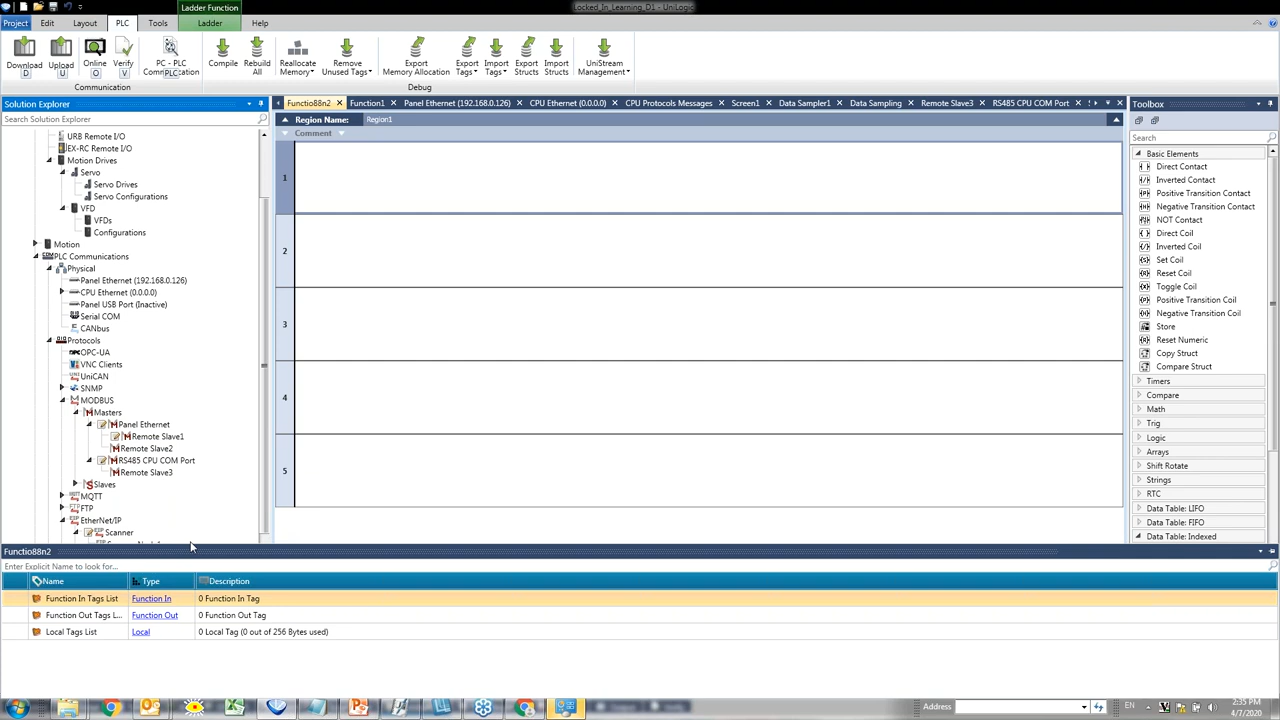 Ladder Function
Locked_In_Learning_D1 - UniLogic
Project Edit Layout PLC Tools Ladder Help
Download D
Upload U
Online O
Verify V
PC - PLC Communication PLC
Compile
Rebuild All
Reallocate Memory
Remove Unused Tags
Export Memory Allocation
Export Tags
Import Tags
Export Structs
Import Structs
UniStream Management
Communication
Debug
Solution Explorer
Search Solution Explorer
URB Remote I/O
EX-RC Remote I/O
Motion Drives
Servo
Servo Drives
Servo Configurations
VFD
VFDs
Configurations
Motion
PLC Communications
Physical
Panel Ethernet (192.168.0.126)
CPU Ethernet (0.0.0.0)
Panel USB Port (Inactive)
Serial COM
CANbus
Protocols
OPC-UA
VNC Clients
UniCAN
SNMP
MODBUS
Masters
Panel Ethernet
Remote Slave1
Remote Slave2
RS485 CPU COM Port
Remote Slave3
Slaves
MQTT
FTP
EtherNet/IP
Scanner
Functio88n2 Function1 Panel Ethernet (192.168.0.126) CPU Ethernet (0.0.0.0) CPU Protocols Messages Screen1 Data Sampler1 Data Sampling Remote Slave3 RS485 CPU COM Port
Region Name: Region1
Comment
1
2
3
4
5
Toolbox
Search
Basic Elements
Direct Contact
Inverted Contact
Positive Transition Contact
Negative Transition Contact
NOT Contact
Direct Coil
Inverted Coil
Set Coil
Reset Coil
Toggle Coil
Positive Transition Coil
Negative Transition Coil
Store
Reset Numeric
Copy Struct
Compare Struct
Timers
Compare
Math
Trig
Logic
Arrays
Shift Rotate
Strings
RTC
Data Table: LIFO
Data Table: FIFO
Data Table: Indexed
Functio88n2
Enter Explicit Name to look for...
Name Type Description
Function In Tags List Function In 0 Function In Tag
Function Out Tags L... Function Out 0 Function Out Tag
Local Tags List Local 0 Local Tag (0 out of 256 Bytes used)
Address
EN
2:35 PM
4/7/2020